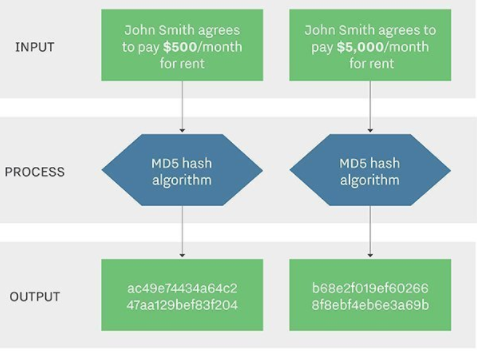 INPUT
John Smith agrees
to pay $500/month
for rent
John Smith agrees to
pay $5,000/month
for rent
PROCESS
MD5 hash
algorithm
MD5 hash
algorithm
OUTPUT
ac49e74434a64c2
47aa129bef83f204
b68e2f019ef60266
8f8ebf4eb6e3a69b